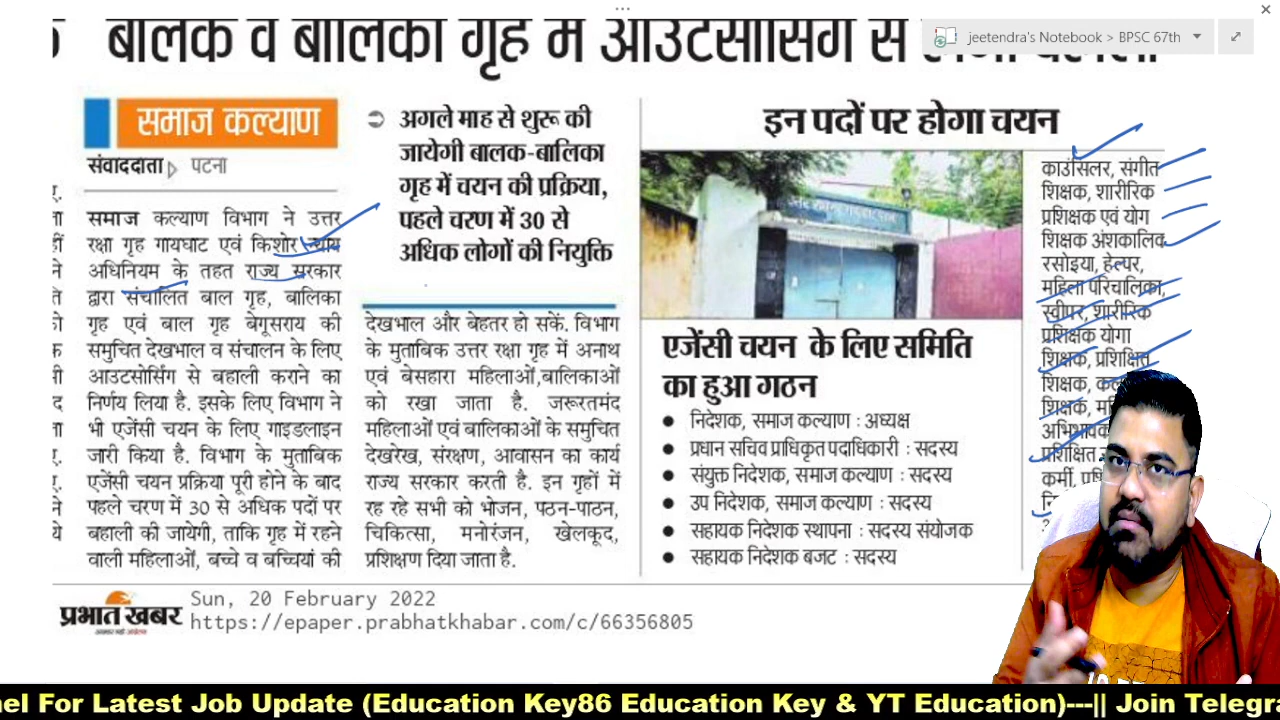 बालक व बालिका गृह में आउटसोर्सिंग से
jeetendra's Notebook > BPSC 67th
समाज कल्याण
संवाददाता ▷ पटना
समाज कल्याण विभाग ने उत्तर
रक्षा गृह गायघाट एवं किशोर न्याय
अधिनियम के तहत राज्य सरकार
द्वारा संचालित बाल गृह, बालिका
गृह एवं बाल गृह बेगूसराय की
समुचित देखभाल व संचालन के लिए
आउटसोर्सिंग से बहाली कराने का
निर्णय लिया है. इसके लिए विभाग ने
भी एजेंसी चयन के लिए गाइडलाइन
जारी किया है. विभाग के मुताबिक
एजेंसी चयन प्रक्रिया पूरी होने के बाद
पहले चरण में 30 से अधिक पदों पर
बहाली की जायेगी, ताकि गृह में रहने
वाली महिलाओं, बच्चे व बच्चियां की
अगले माह से शुरू की
जायेगी बालक-बालिका
गृह में चयन की प्रक्रिया,
पहले चरण में 30 से
अधिक लोगों की नियुक्ति
देखभाल और बेहतर हो सकें. विभाग
के मुताबिक उत्तर रक्षा गृह में अनाथ
एवं बेसहारा महिलाओं,बालिकाओं
को रखा जाता है. जरूरतमंद
महिलाओं एवं बालिकाओं के समुचित
देखरेख, संरक्षण, आवासन का कार्य
राज्य सरकार करती है. इन गृहों में
रह रहे सभी को भोजन, पठन-पाठन,
चिकित्सा, मनोरंजन, खेलकूद,
प्रशिक्षण दिया जाता है.
इन पदों पर होगा चयन
एजेंसी चयन के लिए समिति
का हुआ गठन
● निदेशक, समाज कल्याण : अध्यक्ष
● प्रधान सचिव प्राधिकृत पदाधिकारी : सदस्य
● संयुक्त निदेशक, समाज कल्याण : सदस्य
● उप निदेशक, समाज कल्याण : सदस्य
● सहायक निदेशक स्थापना : सदस्य संयोजक
● सहायक निदेशक बजट : सदस्य
काउंसिलर, संगीत
शिक्षक, शारीरिक
प्रशिक्षक एवं योग
शिक्षक अंशकालिक
रसोइया, हेल्पर,
महिला परिचालिका,
स्वीपर, शारीरिक
प्रशिक्षक योगा
शिक्षक, प्रशिक्षित
शिक्षक,
शिक्षक,
अभिभावक
प्रशिक्षित
कर्मी,
प्रभात खबर
Sun, 20 February 2022
https://epaper.prabhatkhabar.com/c/66356805
nel For Latest Job Update (Education Key86 Education Key & YT Education)---|| Join Telegra